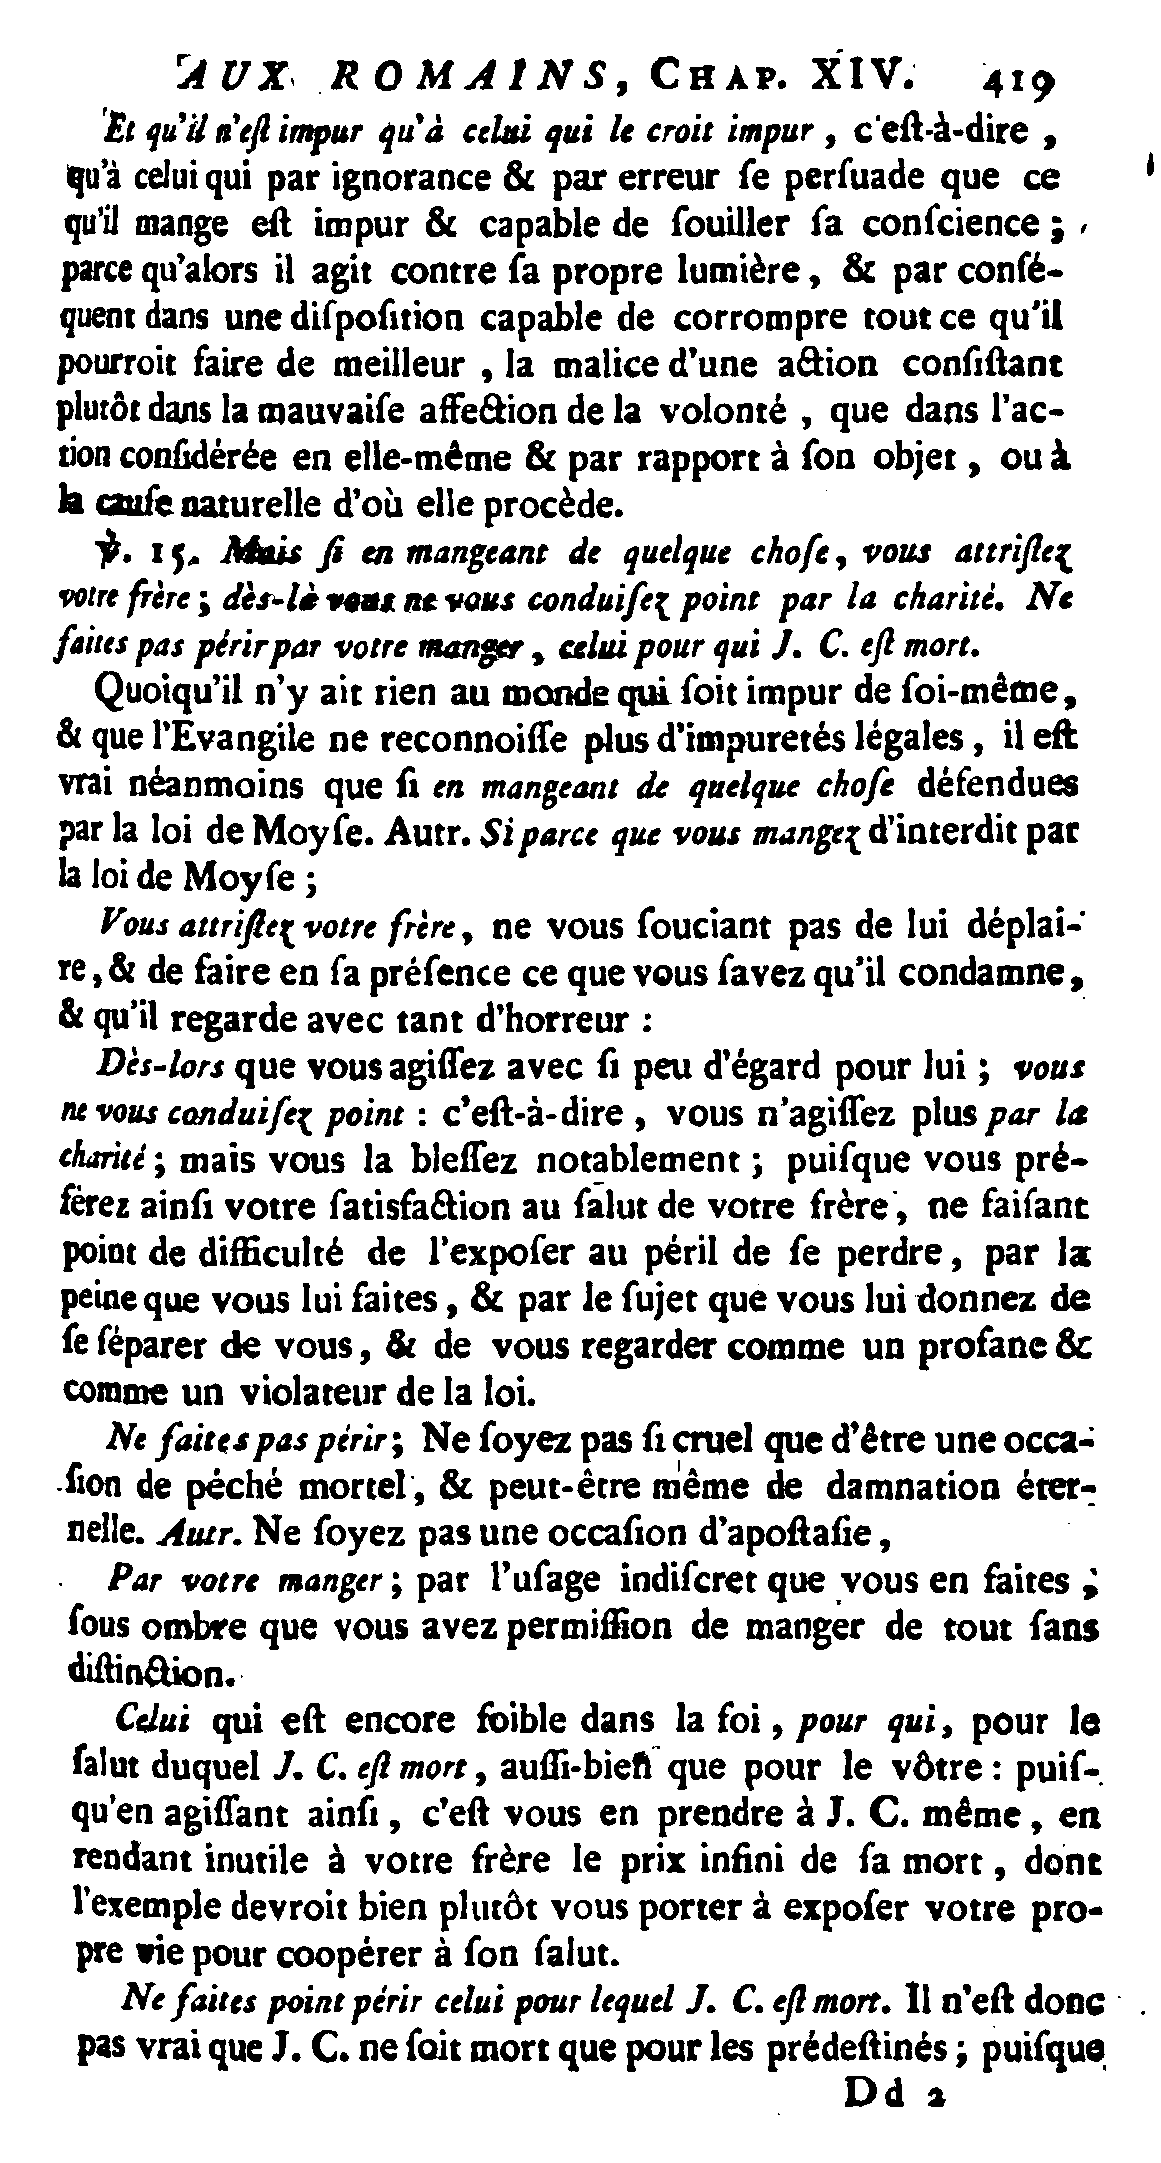 AUX ROMAINS, CHAP. XIV. 419
Et qu'il n'eſt impur qu'à celui qui le croit impur, c'eſt-à-dire,
qu'à celui qui par ignorance & par erreur ſe perſuade que ce
qu'il mange eſt impur & capable de ſouiller ſa conſcience ;
parce qu'alors il agit contre ſa propre lumière, & par conſé-
quent dans une diſpoſition capable de corrompre tout ce qu'il
pourroit faire de meilleur, la malice d'une action conſiſtant
plutôt dans la mauvaiſe affection de la volonté, que dans l'ac-
tion conſidérée en elle-même & par rapport à ſon objet, ou à
la cauſe naturelle d'où elle procède.
℣. 15. Mais ſi en mangeant de quelque choſe, vous attriſtez
votre frère ; dès-là vous ne vous conduiſez point par la charité. Ne
faites pas périr par votre manger, celui pour qui J. C. eſt mort.
Quoiqu'il n'y ait rien au monde qui ſoit impur de ſoi-même,
& que l'Evangile ne reconnoiſſe plus d'impuretés légales, il eſt
vrai néanmoins que ſi en mangeant de quelque choſe défendues
par la loi de Moyſe. Autr. Si parce que vous mangez d'interdit par
la loi de Moyſe ;
Vous attriſtez votre frère, ne vous ſouciant pas de lui déplai-
re, & de faire en ſa préſence ce que vous ſavez qu'il condamne,
& qu'il regarde avec tant d'horreur :
Dès-lors que vous agiſſez avec ſi peu d'égard pour lui ; vous
ne vous conduiſez point : c'eſt-à-dire, vous n'agiſſez plus par la
charité ; mais vous la bleſſez notablement ; puiſque vous pré-
férez ainſi votre ſatisfaction au ſalut de votre frère, ne faiſant
point de difficulté de l'expoſer au péril de ſe perdre, par la
peine que vous lui faites, & par le ſujet que vous lui donnez de
ſe ſéparer de vous, & de vous regarder comme un profane &
comme un violateur de la loi.
Ne faites pas périr ; Ne ſoyez pas ſi cruel que d'être une occa-
ſion de péché mortel, & peut-être même de damnation éter-
nelle. Autr. Ne ſoyez pas une occaſion d'apoſtaſie,
Par votre manger ; par l'uſage indiſcret que vous en faites ;
ſous ombre que vous avez permiſſion de manger de tout ſans
diſtinction.
Celui qui eſt encore foible dans la foi, pour qui, pour le
ſalut duquel J. C. eſt mort, auſſi-bien que pour le vôtre : puiſ-
qu'en agiſſant ainſi, c'eſt vous en prendre à J. C. même, en
rendant inutile à votre frère le prix infini de ſa mort, dont
l'exemple devroit bien plutôt vous porter à expoſer votre pro-
pre vie pour coopérer à ſon ſalut.
Ne faites point périr celui pour lequel J. C. eſt mort. Il n'eſt donc
pas vrai que J. C. ne ſoit mort que pour les prédeſtinés ; puiſque
Dd 2